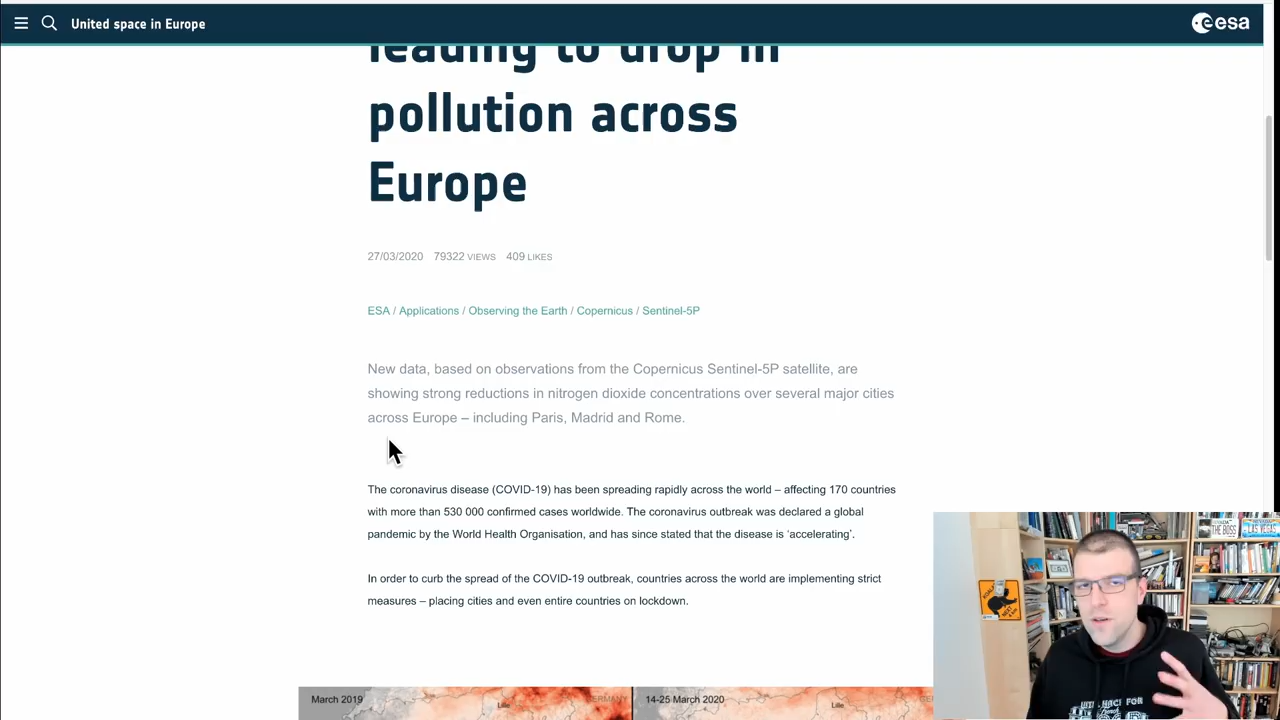 United space in Europe
esa
leading to drop in
pollution across
Europe
27/03/2020 79322 VIEWS 409 LIKES
ESA / Applications / Observing the Earth / Copernicus / Sentinel-5P
New data, based on observations from the Copernicus Sentinel-5P satellite, are
showing strong reductions in nitrogen dioxide concentrations over several major cities
across Europe – including Paris, Madrid and Rome.
The coronavirus disease (COVID-19) has been spreading rapidly across the world – affecting 170 countries
with more than 530 000 confirmed cases worldwide. The coronavirus outbreak was declared a global
pandemic by the World Health Organisation, and has since stated that the disease is ‘accelerating’.
In order to curb the spread of the COVID-19 outbreak, countries across the world are implementing strict
measures – placing cities and even entire countries on lockdown.
March 2019
Lille
GERMANY
14-25 March 2020
Lille
THE BOSS
LAS VEGAS